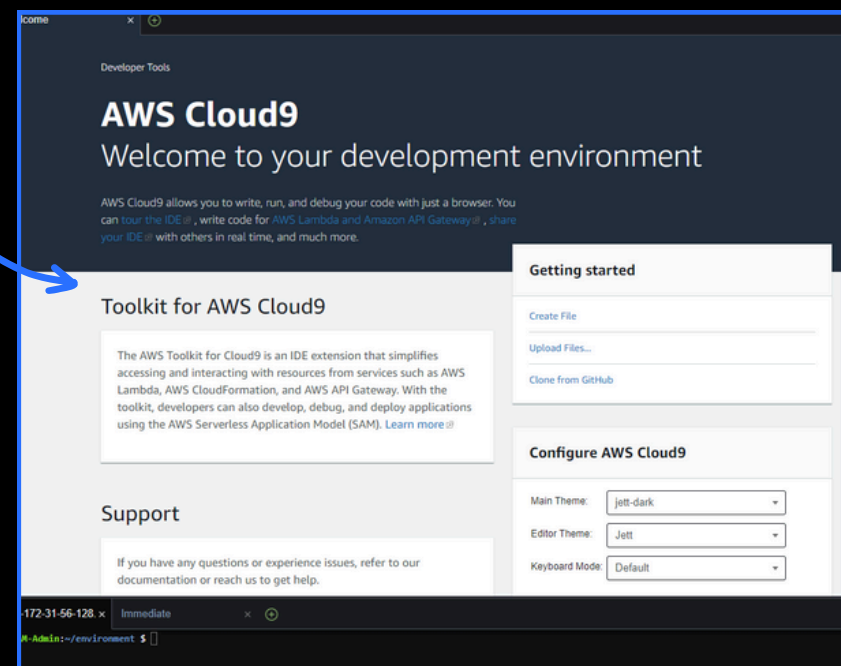 lcome
Developer Tools
AWS Cloud9
Welcome to your development environment
AWS Cloud9 allows you to write, run, and debug your code with just a browser. You
can tour the IDE, write code for AWS Lambda and Amazon API Gateway, share
your IDE with others in real time, and much more.
Toolkit for AWS Cloud9
The AWS Toolkit for Cloud9 is an IDE extension that simplifies
accessing and interacting with resources from services such as AWS
Lambda, AWS CloudFormation, and AWS API Gateway. With the
toolkit, developers can also develop, debug, and deploy applications
using the AWS Serverless Application Model (SAM). Learn more
Support
If you have any questions or experience issues, refer to our
documentation or reach us to get help.
Getting started
Create File
Upload Files...
Clone from GitHub
Configure AWS Cloud9
Main Theme: jett-dark
Editor Theme: Jett
Keyboard Mode: Default
-172-31-56-128. Immediate
M-Admin:~/environment $